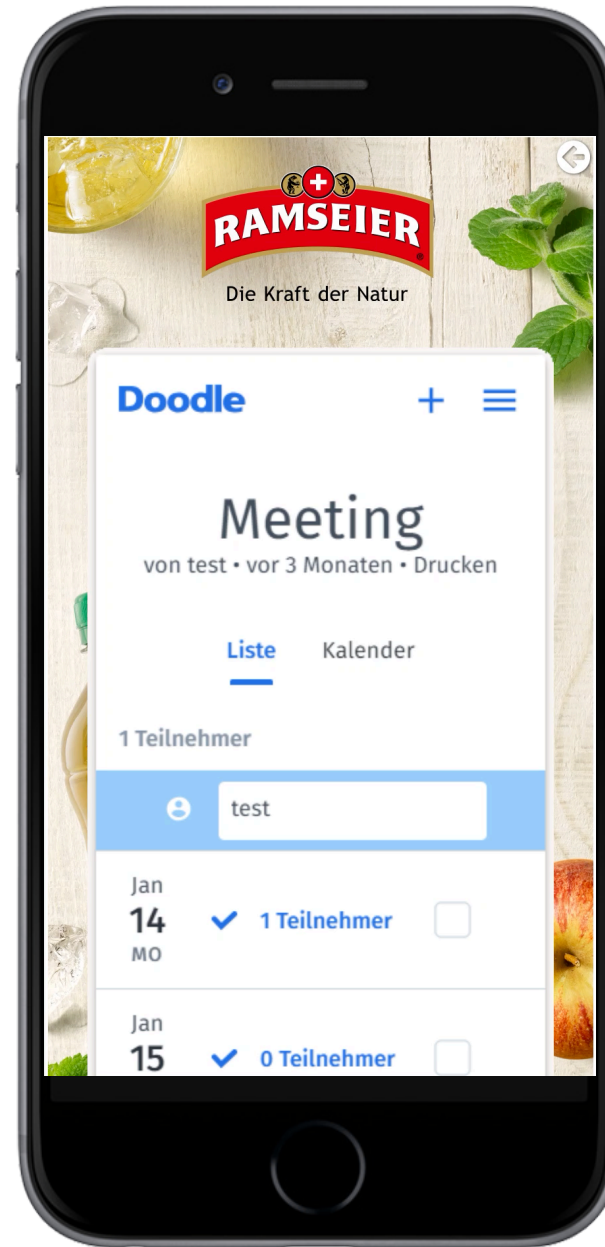 RAMSEIER
Die Kraft der Natur
Doodle
Meeting
von test • vor 3 Monaten • Drucken
Liste Kalender
1 Teilnehmer
test
Jan
14 1 Teilnehmer
MO
Jan
15 0 Teilnehmer